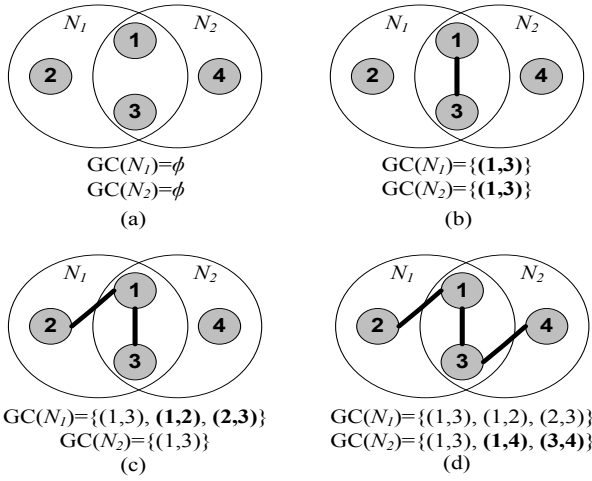 N1 N2
1
2 4
3
GC(N1)=ϕ
GC(N2)=ϕ
(a)
N1 N2
1
2 4
3
GC(N1)={(1,3)}
GC(N2)={(1,3)}
(b)
N1 N2
1
2 4
3
GC(N1)={(1,3), (1,2), (2,3)}
GC(N2)={(1,3)}
(c)
N1 N2
1
2 4
3
GC(N1)={(1,3), (1,2), (2,3)}
GC(N2)={(1,3), (1,4), (3,4)}
(d)